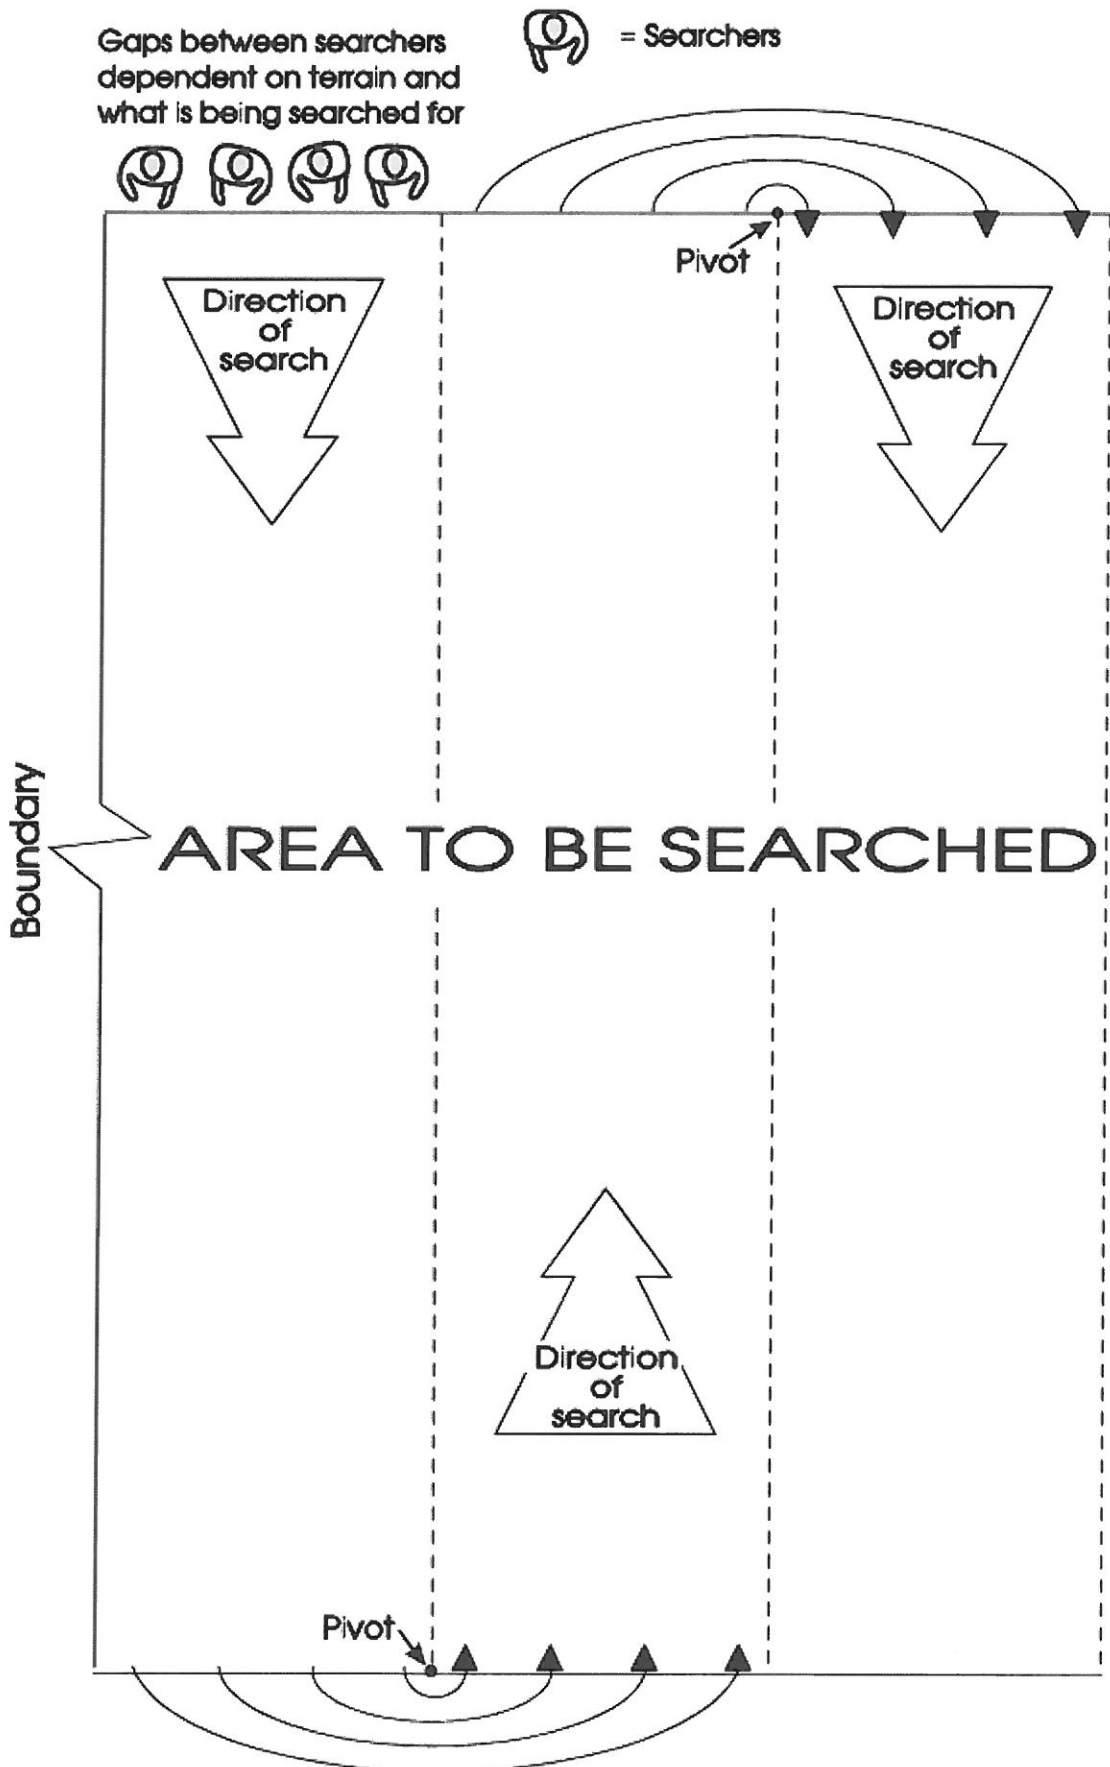 Gaps between searchers
dependent on terrain and
what is being searched for
= Searchers
Pivot
Direction
of
search
Direction
of
search
Boundary
AREA TO BE SEARCHED
Direction
of
search
Pivot